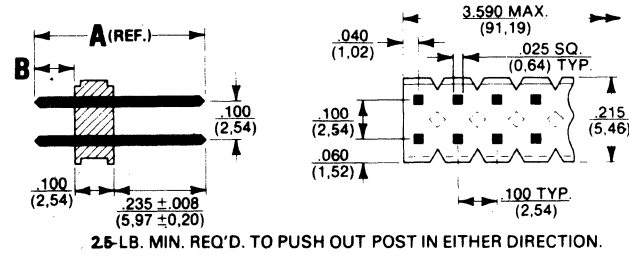 A (REF.)
B
.100
(2,54)
.100
(2,54)
.235 ±.008
(5,97 ±0,20)
3.590 MAX.
(91,19)
.040
(1,02)
.025 SQ.
(0,64) TYP.
.100
(2,54)
.215
(5,46)
.060
(1,52)
.100 TYP.
(2,54)
2.5-LB. MIN. REQ'D. TO PUSH OUT POST IN EITHER DIRECTION.